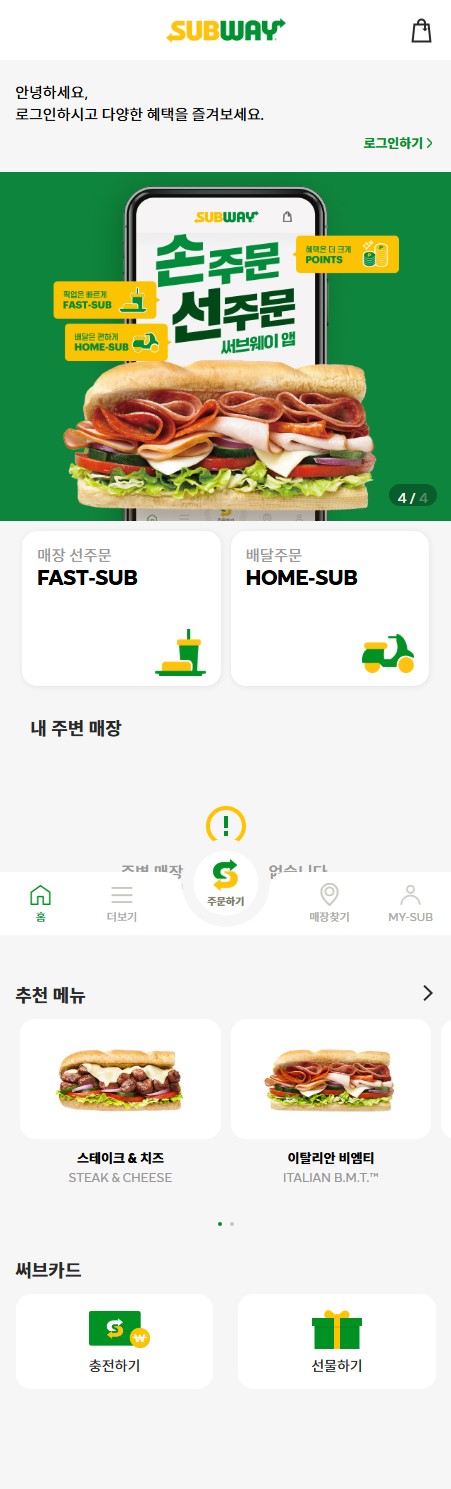 SUBWAY
안녕하세요,
로그인하시고 다양한 혜택을 즐겨보세요.
로그인하기
SUBWAY
손주문
선주문
써브웨이 앱
혜택은 더 크게
POINTS
픽업은 빠르게
FAST-SUB
배달은 편하게
HOME-SUB
4 / 4
매장 선주문
FAST-SUB
배달주문
HOME-SUB
내 주변 매장
주변 매장
없습니다
홈
더보기
주문하기
매장찾기
MY-SUB
추천 메뉴
스테이크 & 치즈
STEAK & CHEESE
이탈리안 비엠티
ITALIAN B.M.T.™
써브카드
충전하기
선물하기